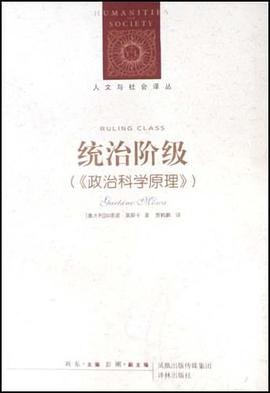 HUMANITIES
SOCIETY
人文与社会译丛
RULING CLASS
统治阶级
(《政治科学原理》)
Gaetano Mosca
[意大利]加塔诺·莫斯卡 著 贾鹤鹏 译
刘东·主编 彭刚·副主编
凤凰出版传媒集团
译林出版社